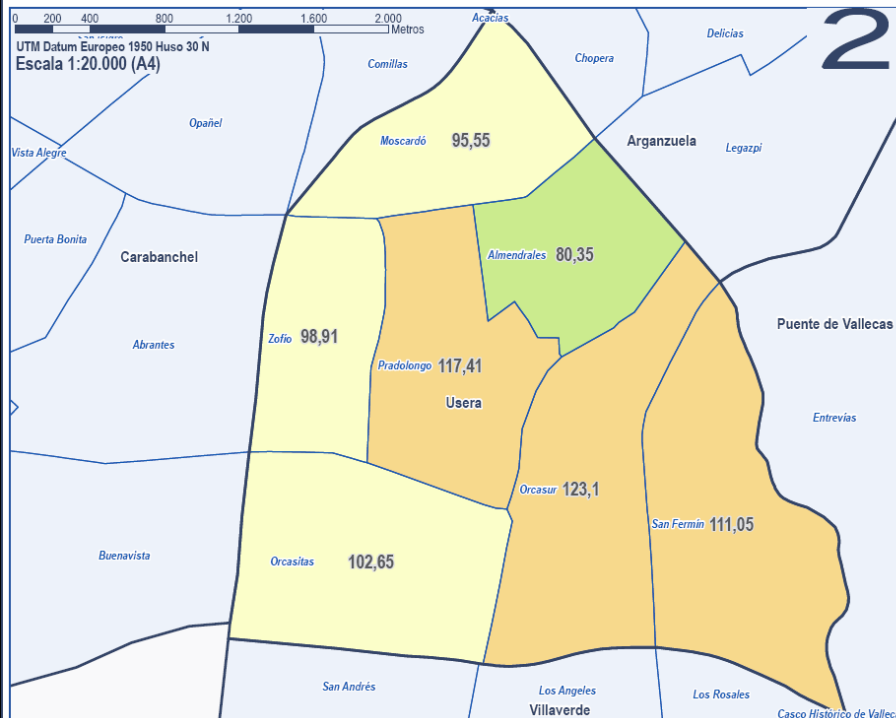 0 200 400 800 1.200 1.600 2.000
Metros
UTM Datum Europeo 1950 Huso 30 N
Escala 1:20.000 (A4)
2
Acacias
Delicias
Comillas
Chopera
Opañel
Moscardó 95,55
Arganzuela
Legazpí
Vista Alegre
Puerta Bonita
Carabanchel
Almendrales 80,35
Puente de Vallecas
Zofío 98,91
Abrantes
Pradolongo 117,41
Usera
Entrevías
Orcasur 123,1
San Fermín 111,05
Buenavista
Orcasitas 102,65
San Andrés
Los Angeles
Los Rosales
Villaverde
Casco Histórico de Vallec